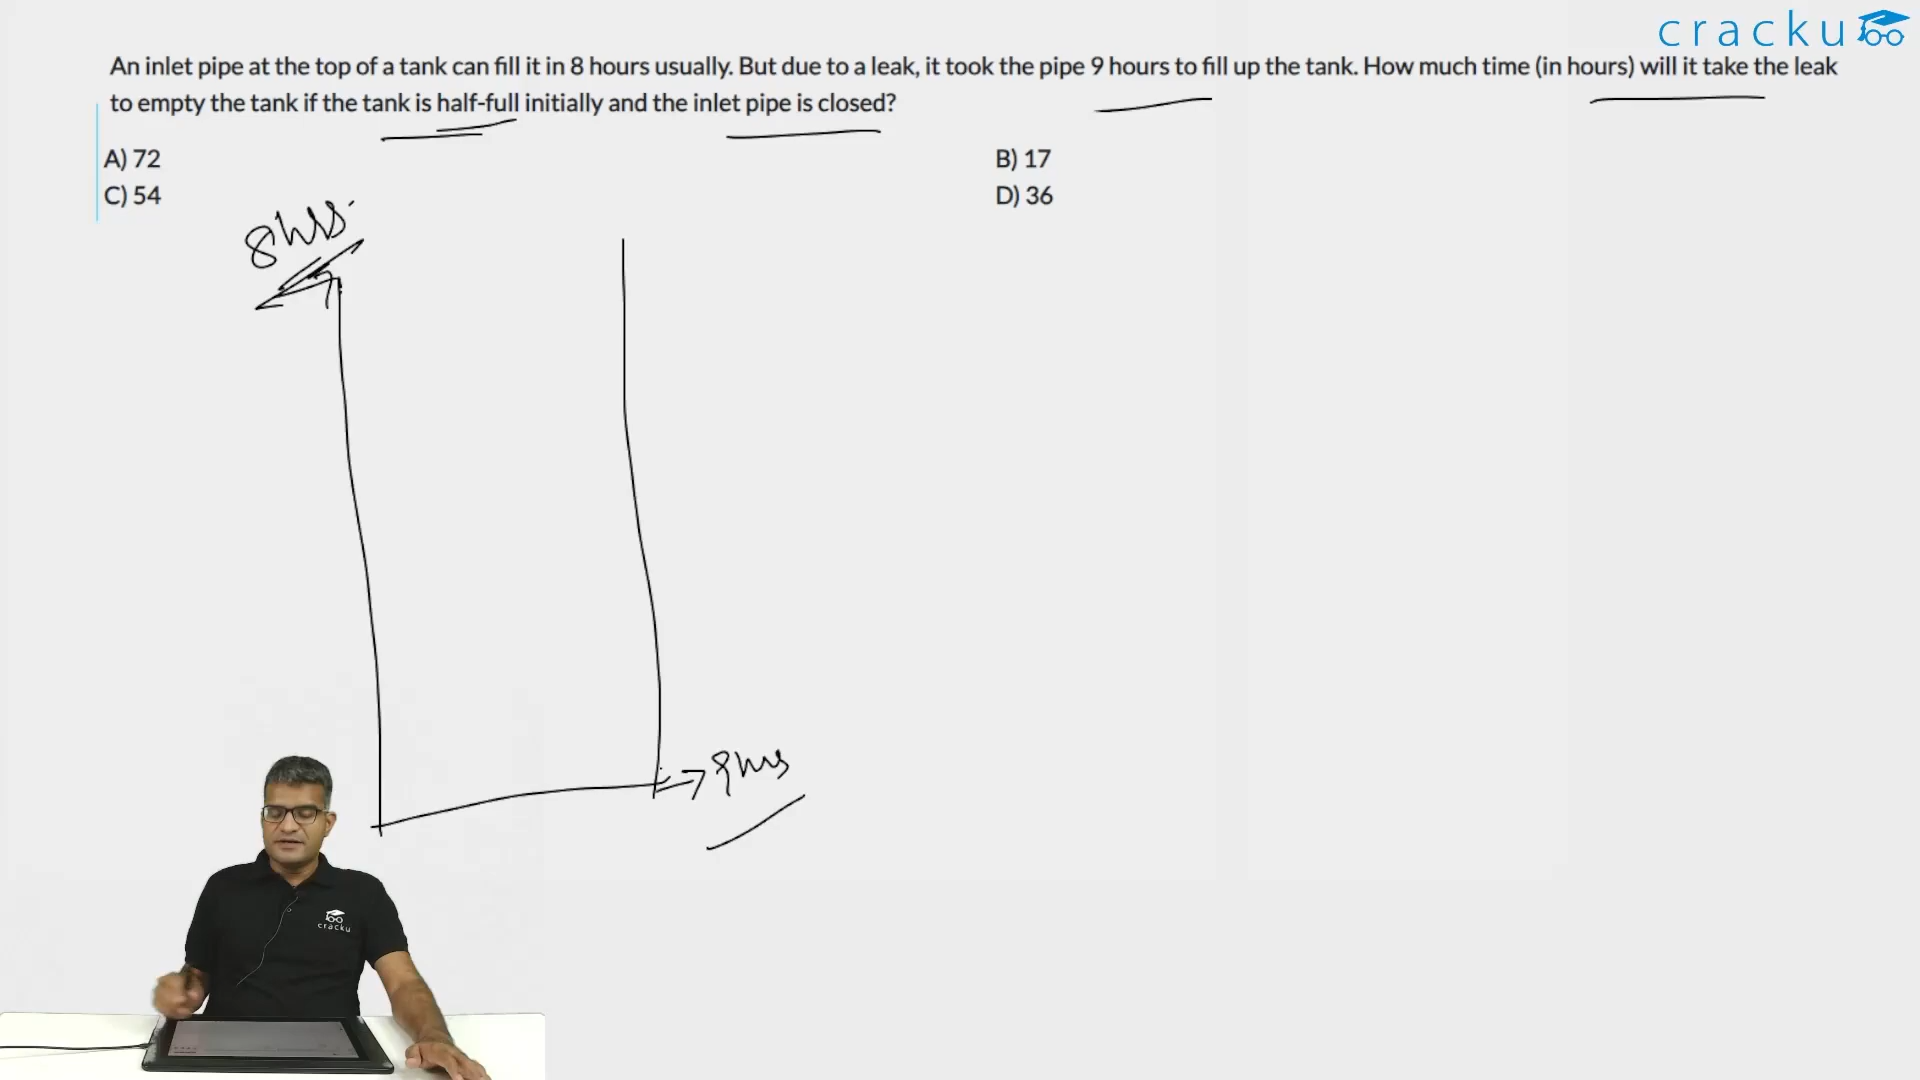 cracku
An inlet pipe at the top of a tank can fill it in 8 hours usually. But due to a leak, it took the pipe 9 hours to fill up the tank. How much time (in hours) will it take the leak
to empty the tank if the tank is half-full initially and the inlet pipe is closed?
A) 72
B) 17
C) 54
D) 36
8hrs.
9hrs
cracku